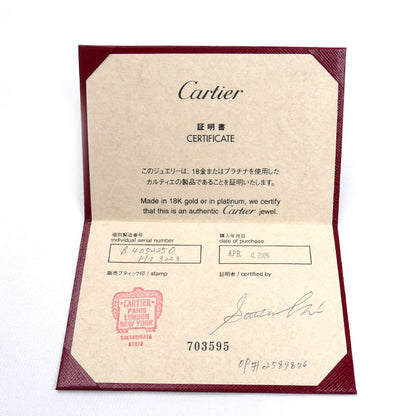 Cartier
証明書
CERTIFICATE
このジュエリーは、18金またはプラチナを使用した
カルティエの製品であることを証明いたします。
Made in 18K gold or in platinum, we certify
that this is an authentic Cartier jewel.
個別製造番号
individual serial number
購入年月日
date of purchase
APR 4. 2009
販売ブティック印 / stamp
証明者 / certified by
CARTIER
PARIS
LONDON
NEW YORK
KYOTO
703595